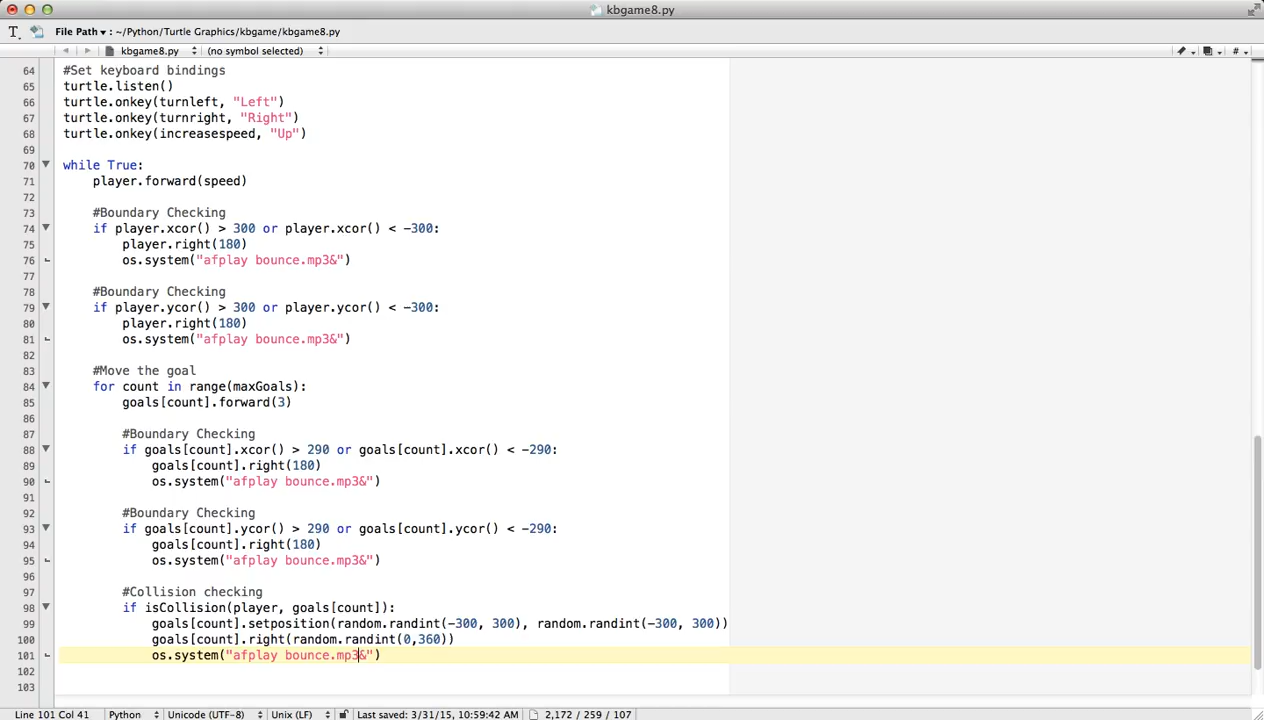 kbgame8.py
File Path ▾ : ~/Python/Turtle Graphics/kbgame/kbgame8.py
kbgame8.py (no symbol selected) #
64 #Set keyboard bindings
65 turtle.listen()
66 turtle.onkey(turnleft, "Left")
67 turtle.onkey(turnright, "Right")
68 turtle.onkey(increasespeed, "Up")
69
70 while True:
71 player.forward(speed)
72
73 #Boundary Checking
74 if player.xcor() > 300 or player.xcor() < -300:
75 player.right(180)
76 os.system("afplay bounce.mp3&")
77
78 #Boundary Checking
79 if player.ycor() > 300 or player.ycor() < -300:
80 player.right(180)
81 os.system("afplay bounce.mp3&")
82
83 #Move the goal
84 for count in range(maxGoals):
85 goals[count].forward(3)
86
87 #Boundary Checking
88 if goals[count].xcor() > 290 or goals[count].xcor() < -290:
89 goals[count].right(180)
90 os.system("afplay bounce.mp3&")
91
92 #Boundary Checking
93 if goals[count].ycor() > 290 or goals[count].ycor() < -290:
94 goals[count].right(180)
95 os.system("afplay bounce.mp3&")
96
97 #Collision checking
98 if isCollision(player, goals[count]):
99 goals[count].setposition(random.randint(-300, 300), random.randint(-300, 300))
100 goals[count].right(random.randint(0,360))
101 os.system("afplay bounce.mp3&")
102
103
Line 101 Col 41 Python Unicode (UTF-8) Unix (LF) Last saved: 3/31/15, 10:59:42 AM 2,172 / 259 / 107